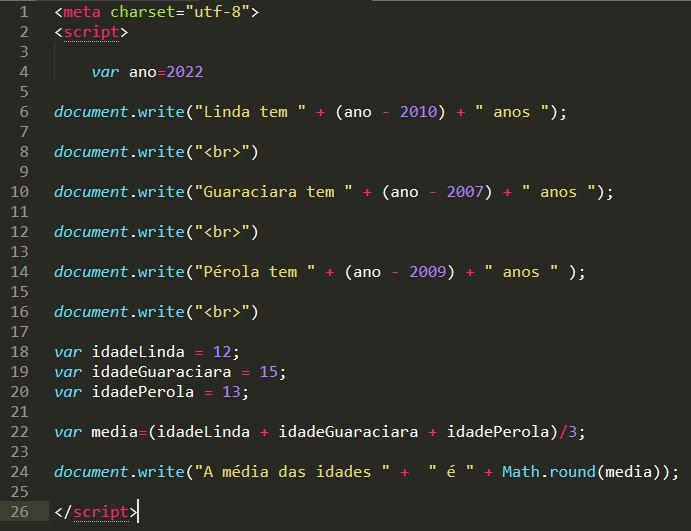 1 <meta charset="utf-8">
2 <script>
3
4 var ano=2022
5
6 document.write("Linda tem " + (ano - 2010) + " anos ");
7
8 document.write("<br>")
9
10 document.write("Guaraciara tem " + (ano - 2007) + " anos ");
11
12 document.write("<br>")
13
14 document.write("Pérola tem " + (ano - 2009) + " anos " );
15
16 document.write("<br>")
17
18 var idadeLinda = 12;
19 var idadeGuaraciara = 15;
20 var idadePerola = 13;
21
22 var media=(idadeLinda + idadeGuaraciara + idadePerola)/3;
23
24 document.write("A média das idades " +  " é " + Math.round(media));
25
26 </script>